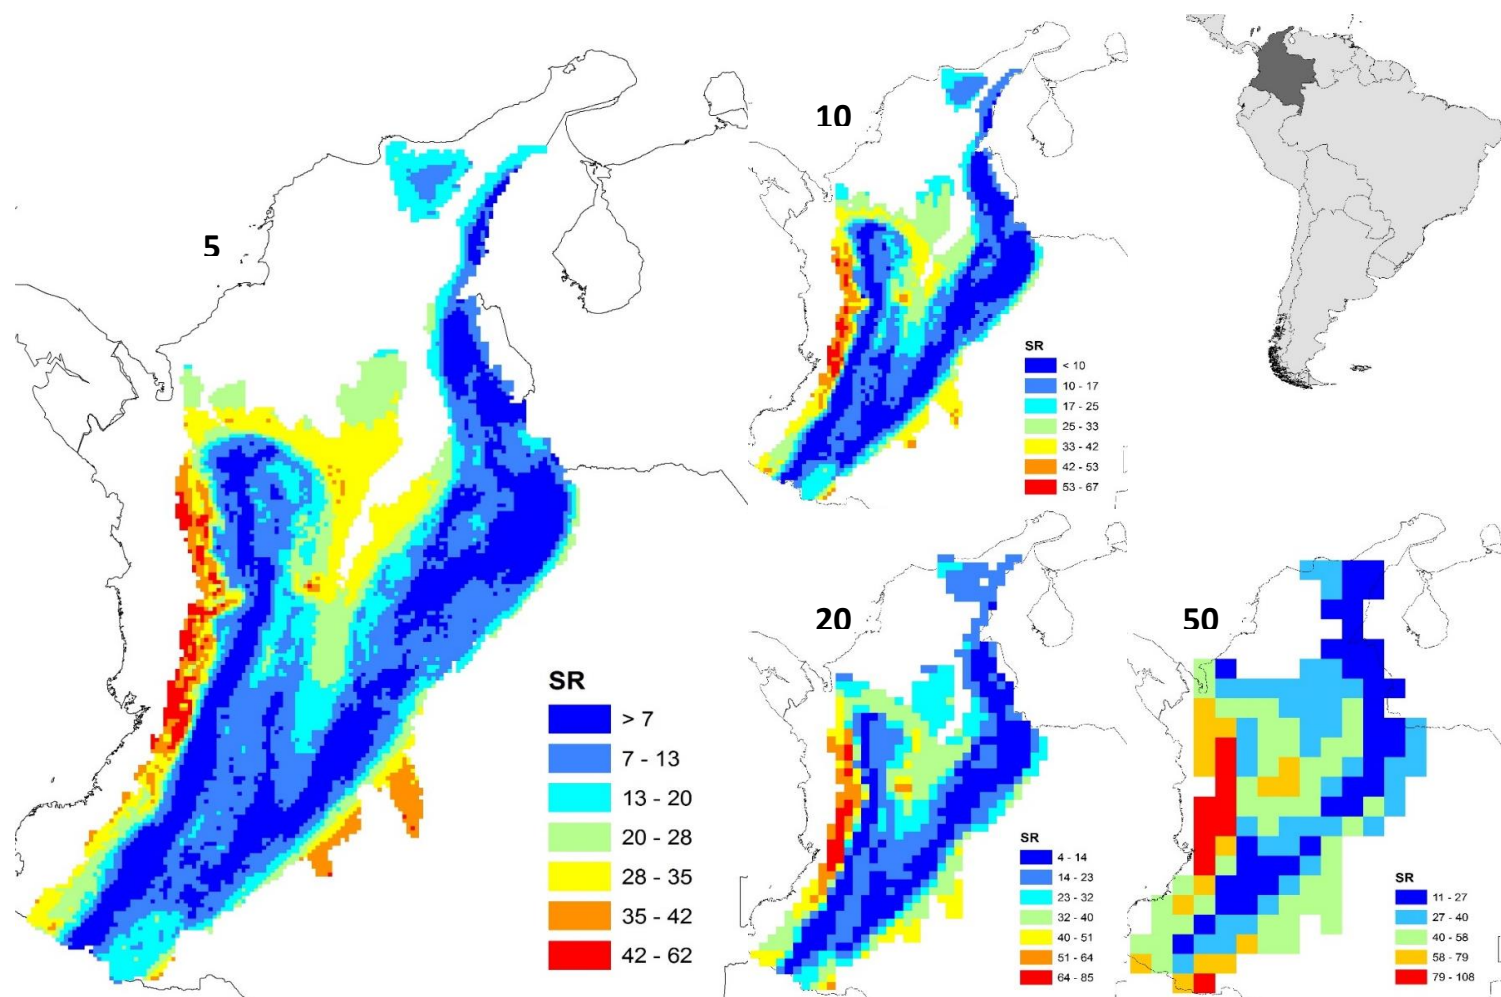 5
SR
> 7
7 - 13
13 - 20
20 - 28
28 - 35
35 - 42
42 - 62
10
SR
< 10
10 - 17
17 - 25
25 - 33
33 - 42
42 - 53
53 - 67
20
SR
4 - 14
14 - 23
23 - 32
32 - 40
40 - 51
51 - 64
64 - 85
50
SR
11 - 27
27 - 40
40 - 58
58 - 79
79 - 108